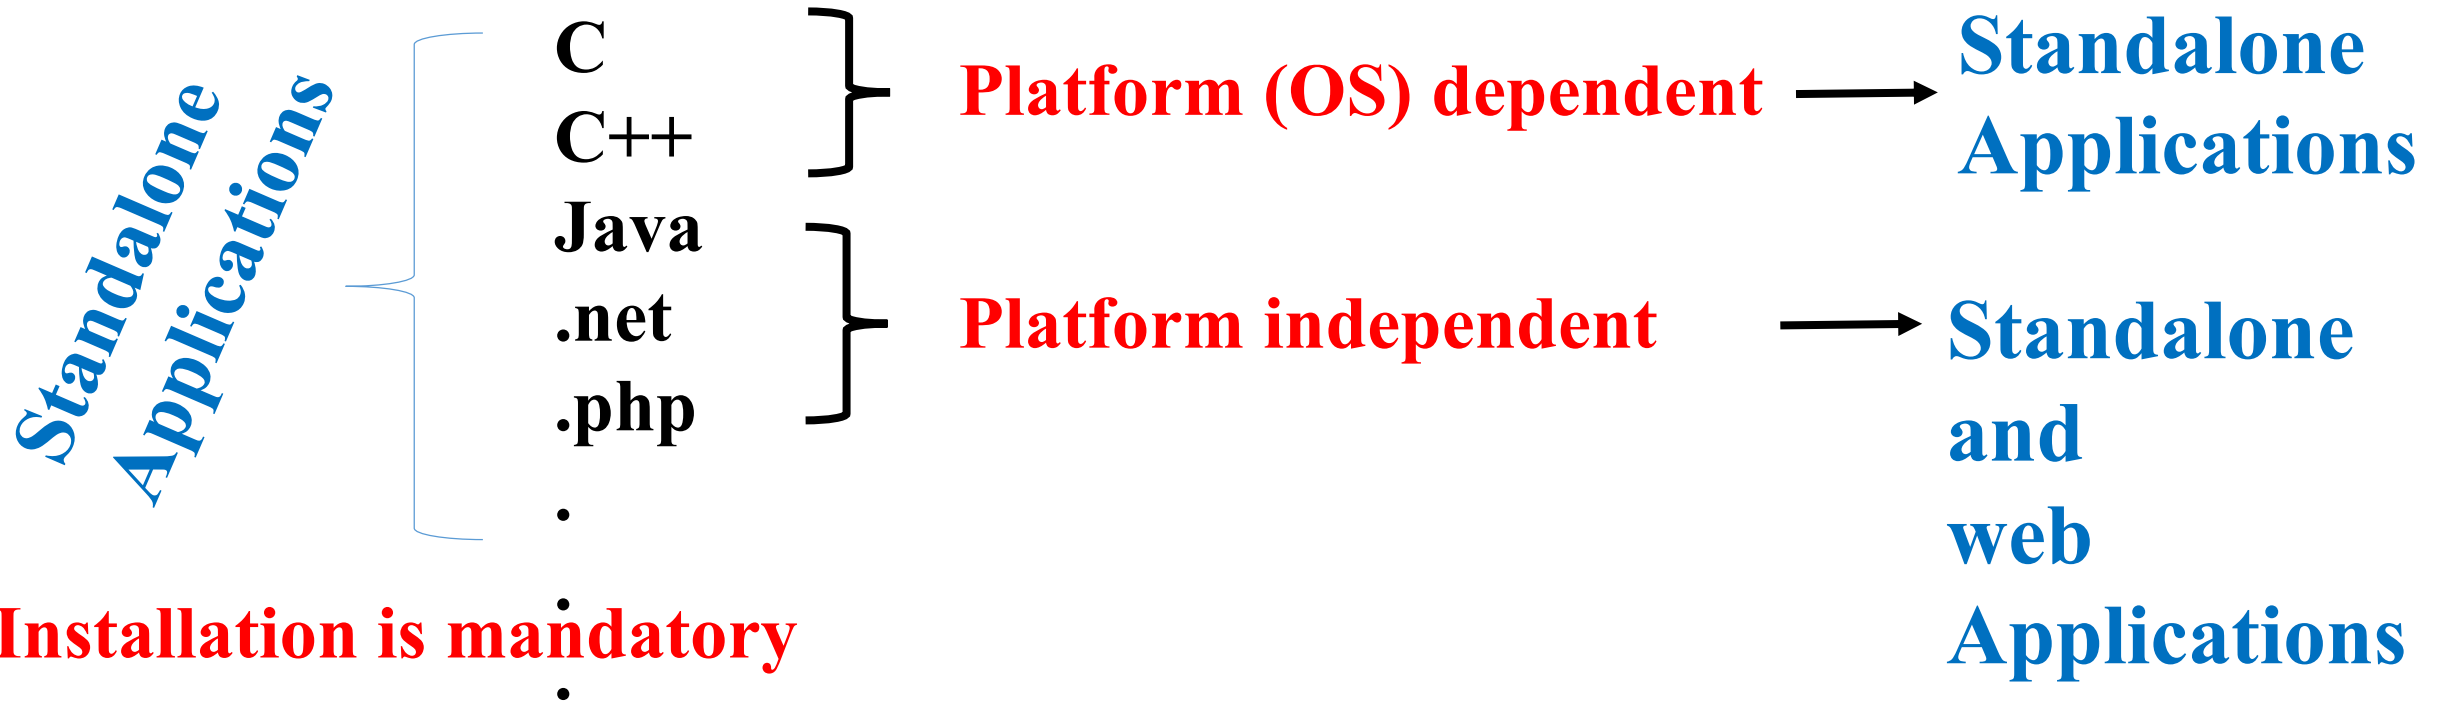 Standalone
Applications
C
C++
Java
.net
.php
.
.
.
Installation is mandatory
Platform (OS) dependent
Standalone
Applications
Platform independent
Standalone
and
web
Applications